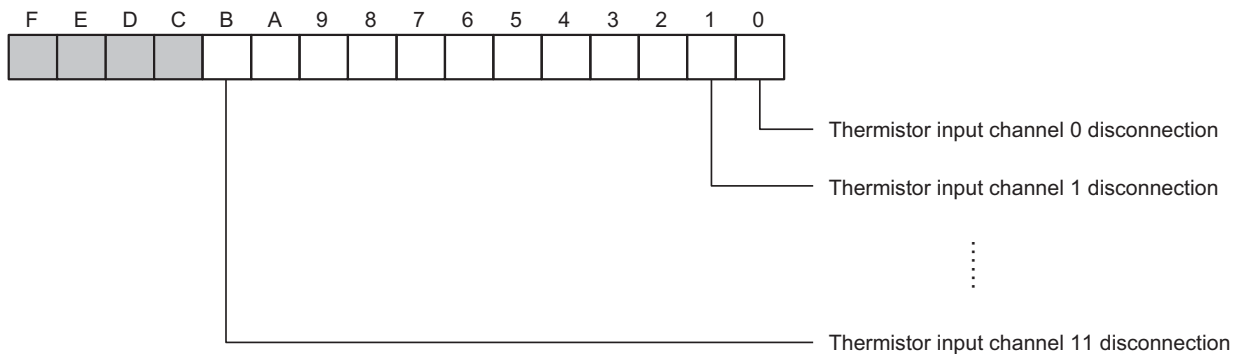 F E D C B A 9 8 7 6 5 4 3 2 1 0
Thermistor input channel 0 disconnection
Thermistor input channel 1 disconnection
Thermistor input channel 11 disconnection